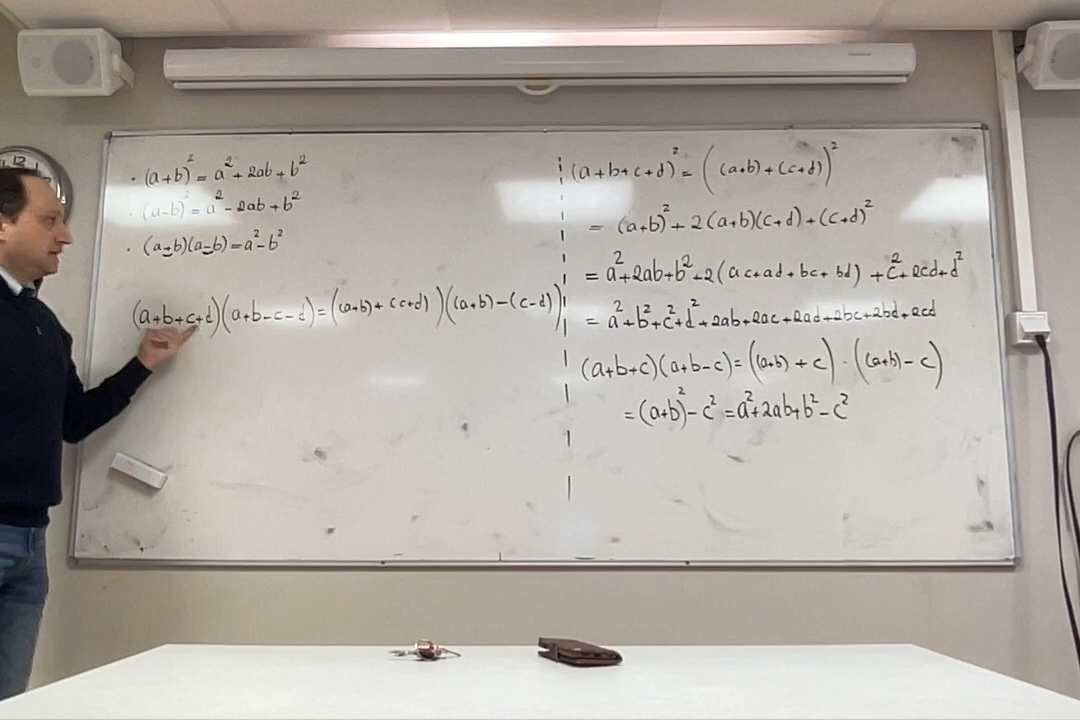 · (a+b)² = a² + 2ab + b²
· (a-b)² = a² - 2ab + b²
· (a+b)(a-b) = a² - b²
(a+b+c+d)(a+b-c-d) = ((a+b) + (c+d))((a+b) - (c-d))
(a+b+c+d)² = ((a+b) + (c+d))²
= (a+b)² + 2(a+b)(c+d) + (c+d)²
= a² + 2ab + b² + 2(ac+ad+bc+bd) + c² + 2cd + d²
= a² + b² + c² + d² + 2ab + 2ac + 2ad + 2bc + 2bd + 2cd
(a+b+c)(a+b-c) = ((a+b) + c) · ((a+b) - c)
= (a+b)² - c² = a² + 2ab + b² - c²